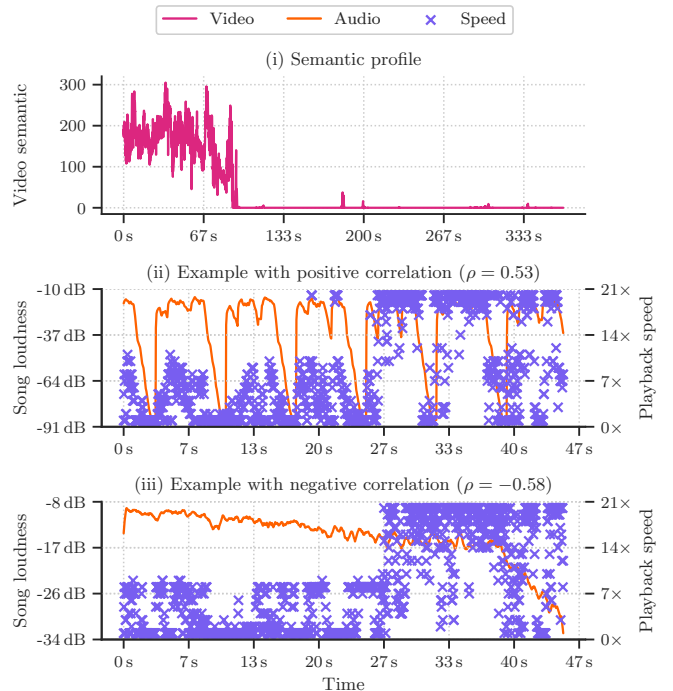 Video Audio Speed
(i) Semantic profile
Video semantic
300
200
100
0
0 s 67 s 133 s 200 s 267 s 333 s
(ii) Example with positive correlation (ρ = 0.53)
Song loudness
-10 dB
-37 dB
-64 dB
-91 dB
21×
14×
7×
0×
Playback speed
0 s 7 s 13 s 20 s 27 s 33 s 40 s 47 s
(iii) Example with negative correlation (ρ = −0.58)
Song loudness
-8 dB
-17 dB
-26 dB
-34 dB
21×
14×
7×
0×
Playback speed
0 s 7 s 13 s 20 s 27 s 33 s 40 s 47 s
Time